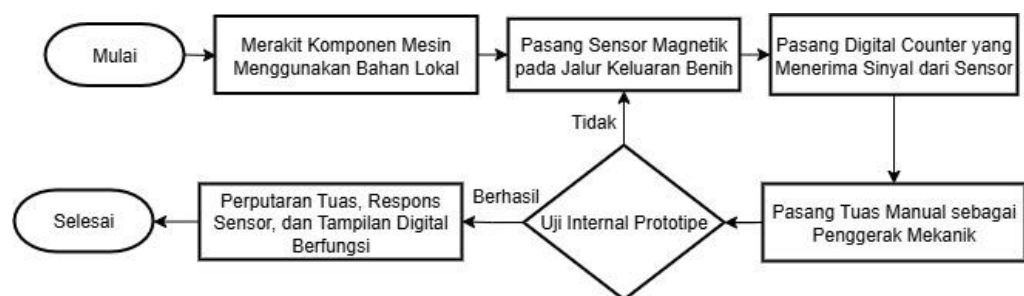 Mulai
Merakit Komponen Mesin
Menggunakan Bahan Lokal
Pasang Sensor Magnetik
pada Jalur Keluaran Benih
Pasang Digital Counter yang
Menerima Sinyal dari Sensor
Pasang Tuas Manual sebagai
Penggerak Mekanik
Uji Internal Prototipe
Tidak
Berhasil
Perputaran Tuas, Respons
Sensor, dan Tampilan Digital
Berfungsi
Selesai